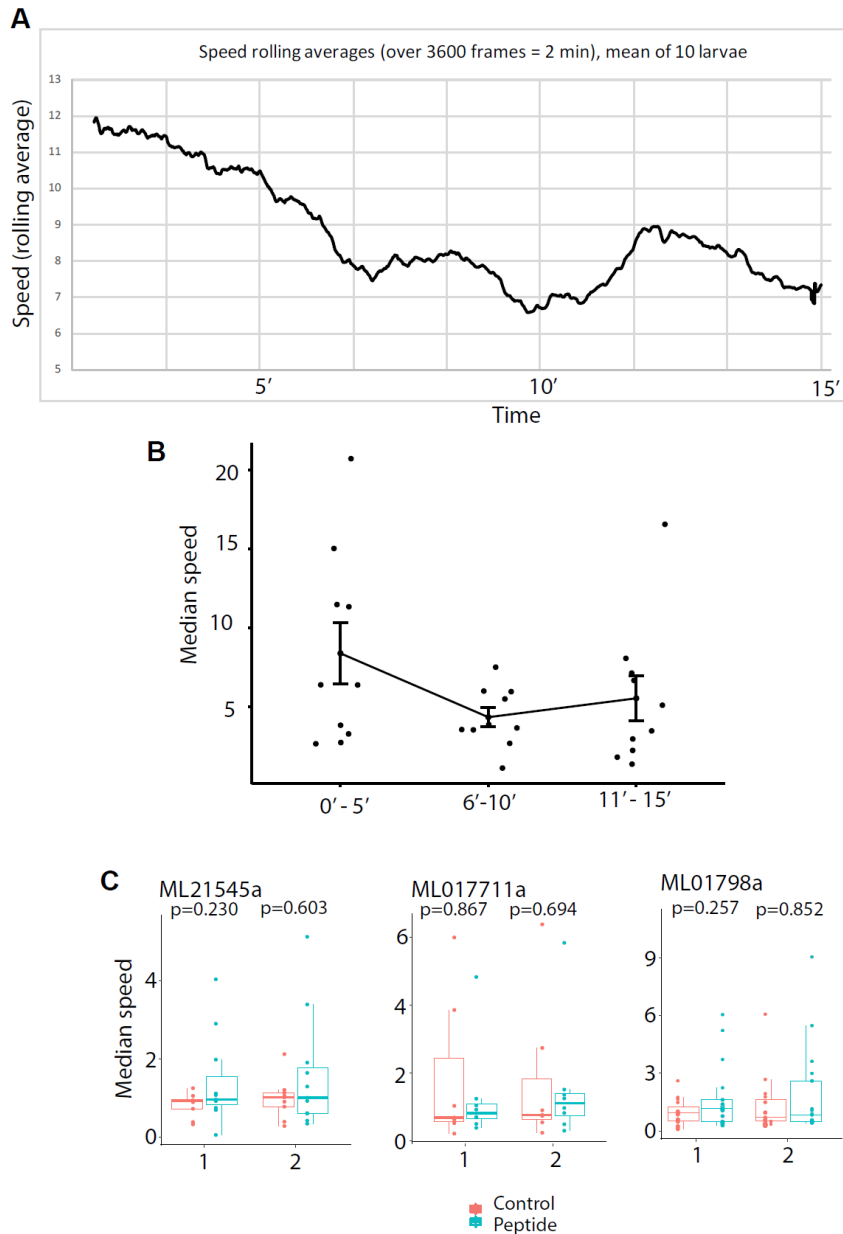 A
Speed rolling averages (over 3600 frames = 2 min), mean of 10 larvae
Speed (rolling average)
13
12
11
10
9
8
7
6
5
5′
10′
15′
Time
B
Median speed
20
15
10
5
0′ - 5′
6′-10′
11′- 15′
C
ML21545a
p=0.230 p=0.603
Median speed
4
2
0
1
2
ML017711a
p=0.867 p=0.694
6
4
2
0
1
2
ML01798a
p=0.257 p=0.852
9
6
3
0
1
2
Control
Peptide